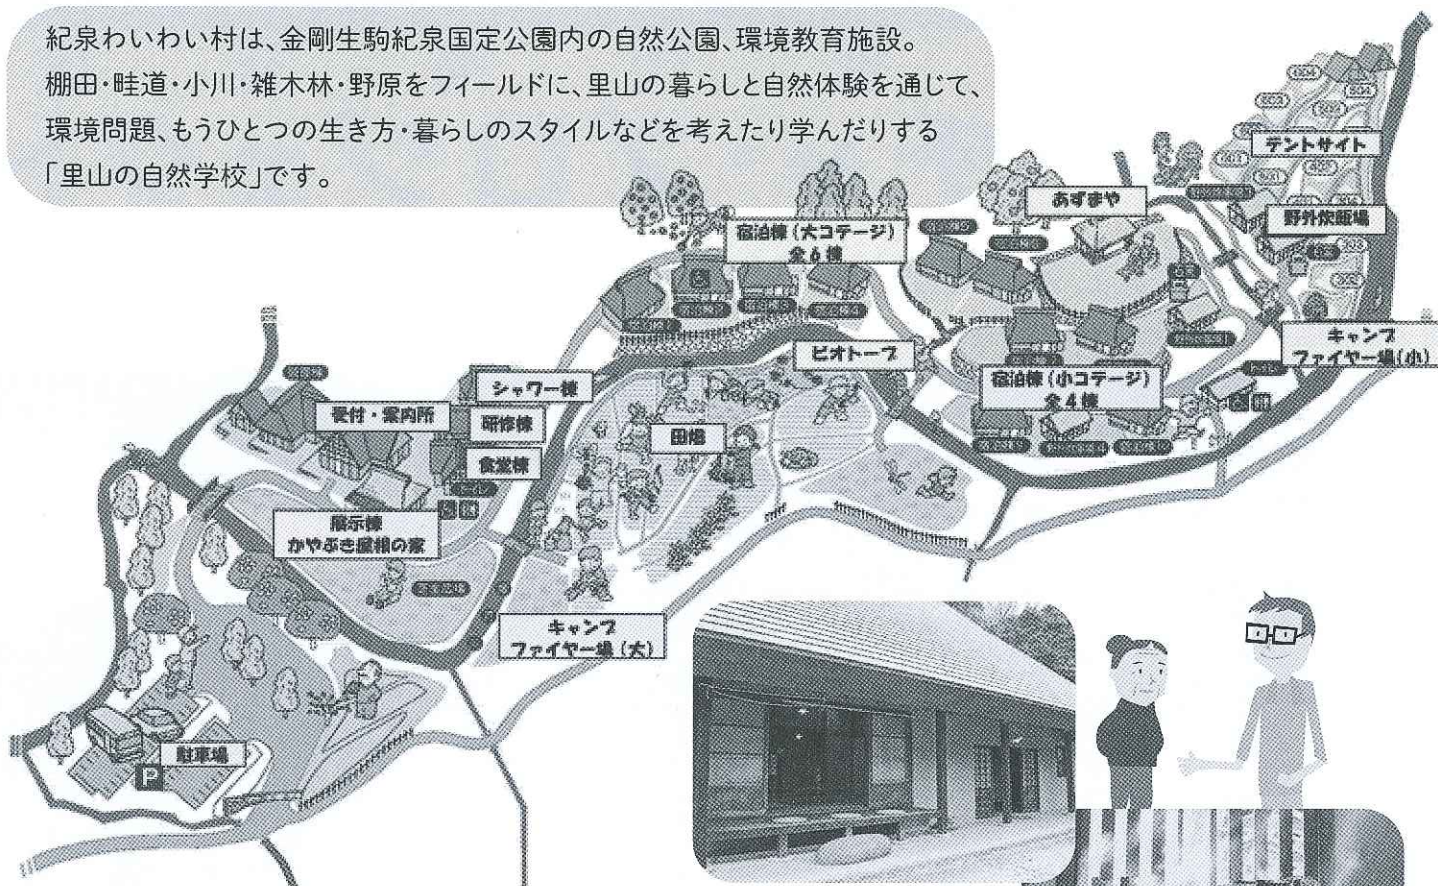 紀泉わいわい村は、金剛生駒紀泉国定公園内の自然公園、環境教育施設。
棚田・畦道・小川・雑木林・野原をフィールドに、里山の暮らしと自然体験を通じて、
環境問題、もうひとつの生き方・暮らしのスタイルなどを考えたり学んだりする
「里山の自然学校」です。
テントサイト
あずまや
野外炊飯場
宿泊棟(大コテージ)
全6棟
キャンプ
ファイヤー場(小)
ビオトープ
シャワー棟
宿泊棟(小コテージ)
全4棟
受付・案内所
研修棟
田畑
食堂棟
トイレ
展示棟
かやぶき屋根の家
キャンプ
ファイヤー場(大)
駐車場
P